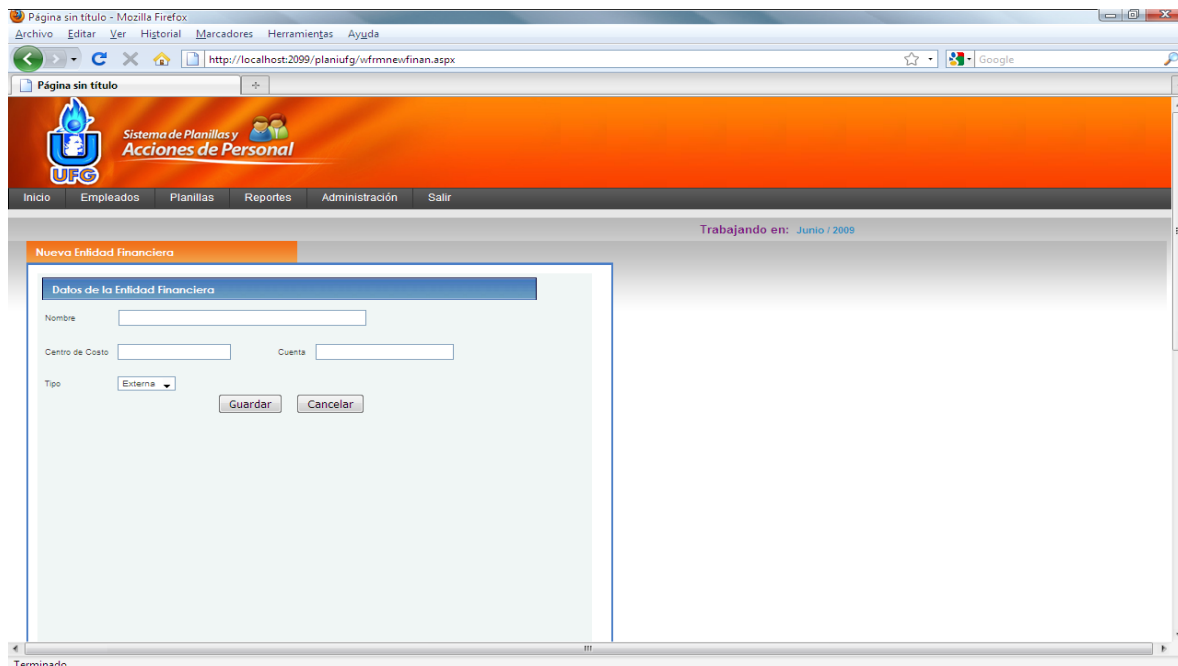 Página sin título - Mozilla Firefox
Archivo Editar Ver Historial Marcadores Herramientas Ayuda
http://localhost:2099/planiufg/wfrmnewfinan.aspx
Google
Página sin título
UFG
Sistema de Planillas y
Acciones de Personal
Inicio Empleados Planillas Reportes Administración Salir
Trabajando en: Junio / 2009
Nueva Entidad Financiera
Datos de la Entidad Financiera
Nombre
Centro de Costo Cuenta
Tipo Externa
Guardar Cancelar
Terminado